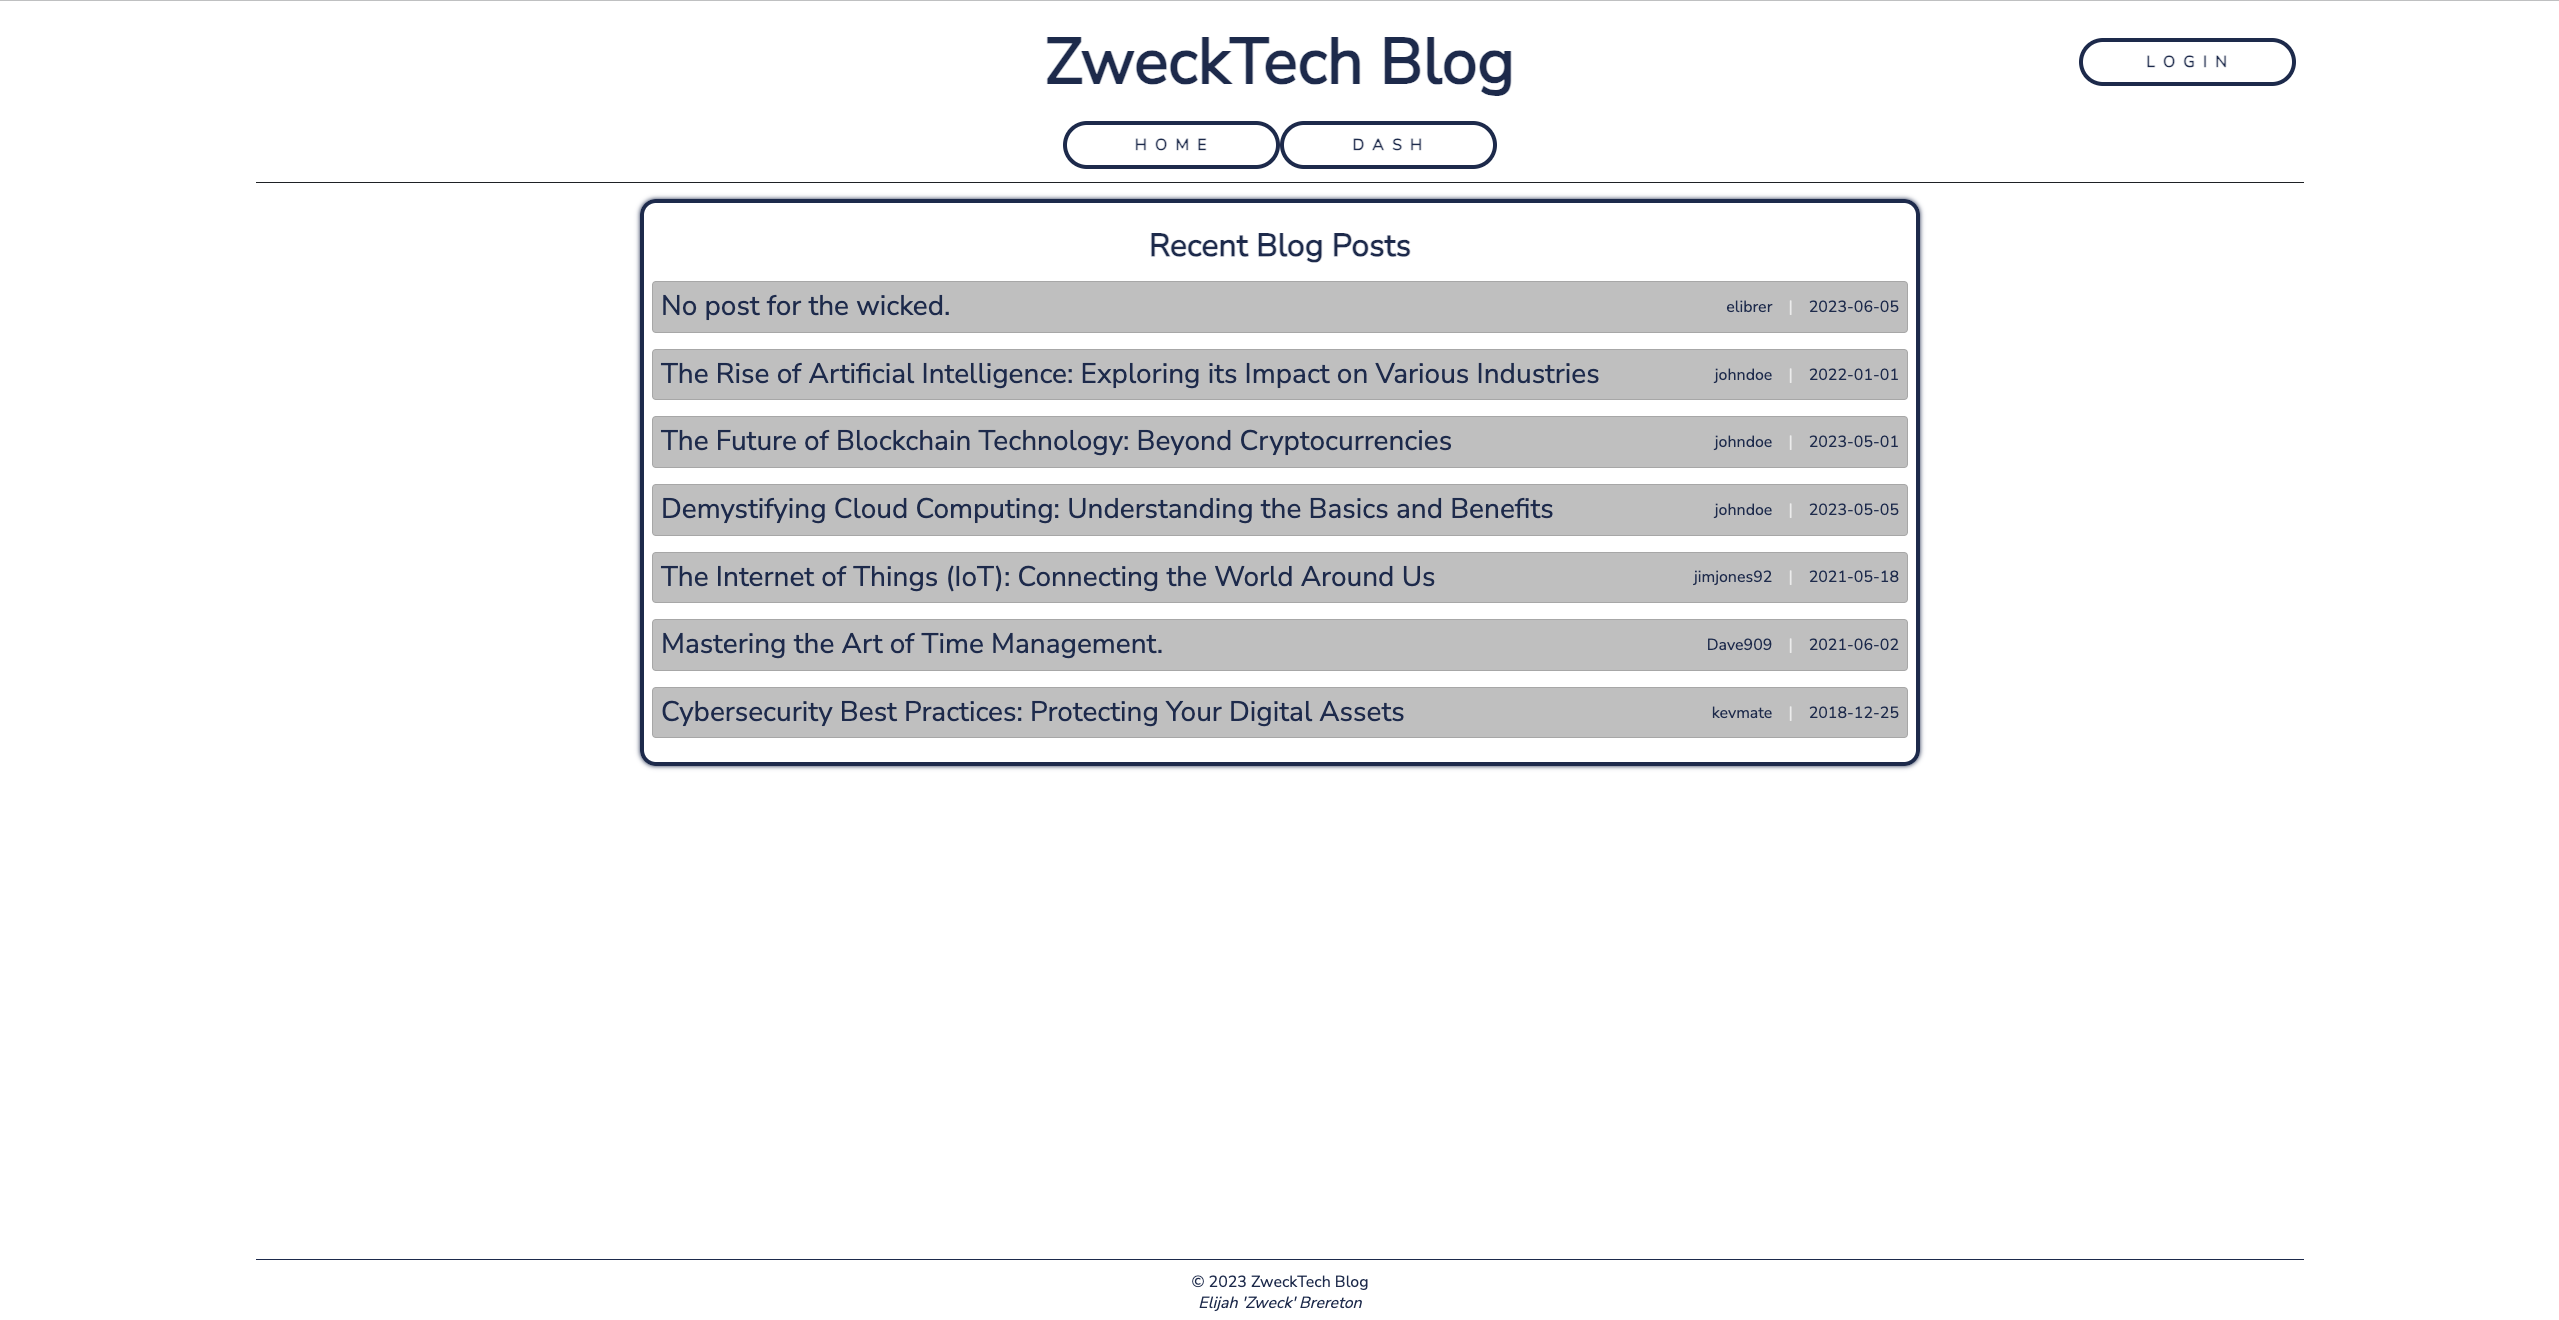 ZweckTech Blog
LOGIN
HOME
DASH
Recent Blog Posts
No post for the wicked. elibrer | 2023-06-05
The Rise of Artificial Intelligence: Exploring its Impact on Various Industries johndoe | 2022-01-01
The Future of Blockchain Technology: Beyond Cryptocurrencies johndoe | 2023-05-01
Demystifying Cloud Computing: Understanding the Basics and Benefits johndoe | 2023-05-05
The Internet of Things (IoT): Connecting the World Around Us jimjones92 | 2021-05-18
Mastering the Art of Time Management. Dave909 | 2021-06-02
Cybersecurity Best Practices: Protecting Your Digital Assets kevmate | 2018-12-25
© 2023 ZweckTech Blog
Elijah 'Zweck' Brereton